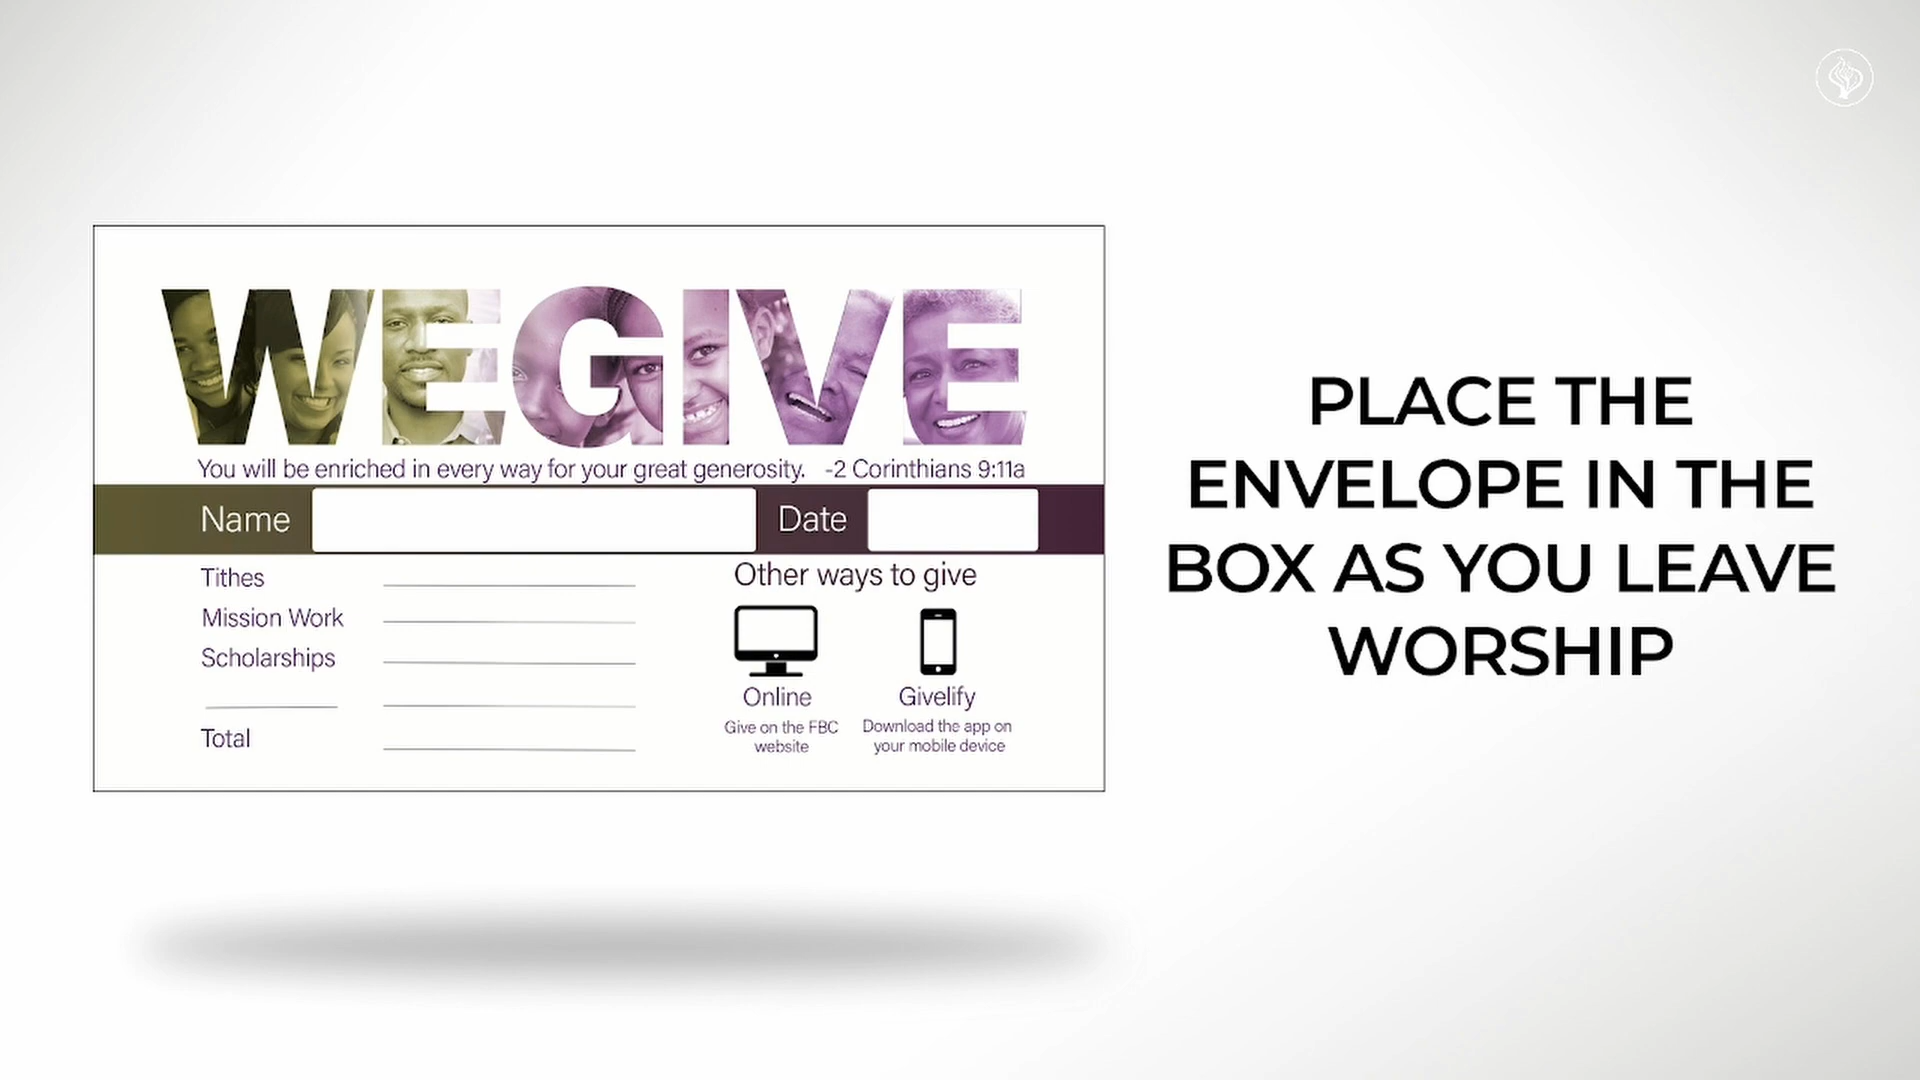 WEGIVE
You will be enriched in every way for your great generosity. -2 Corinthians 9:11a
Name
Date
Tithes
Mission Work
Scholarships
Total
Other ways to give
Online
Give on the FBC
website
Givelify
Download the app on
your mobile device
PLACE THE
ENVELOPE IN THE
BOX AS YOU LEAVE
WORSHIP